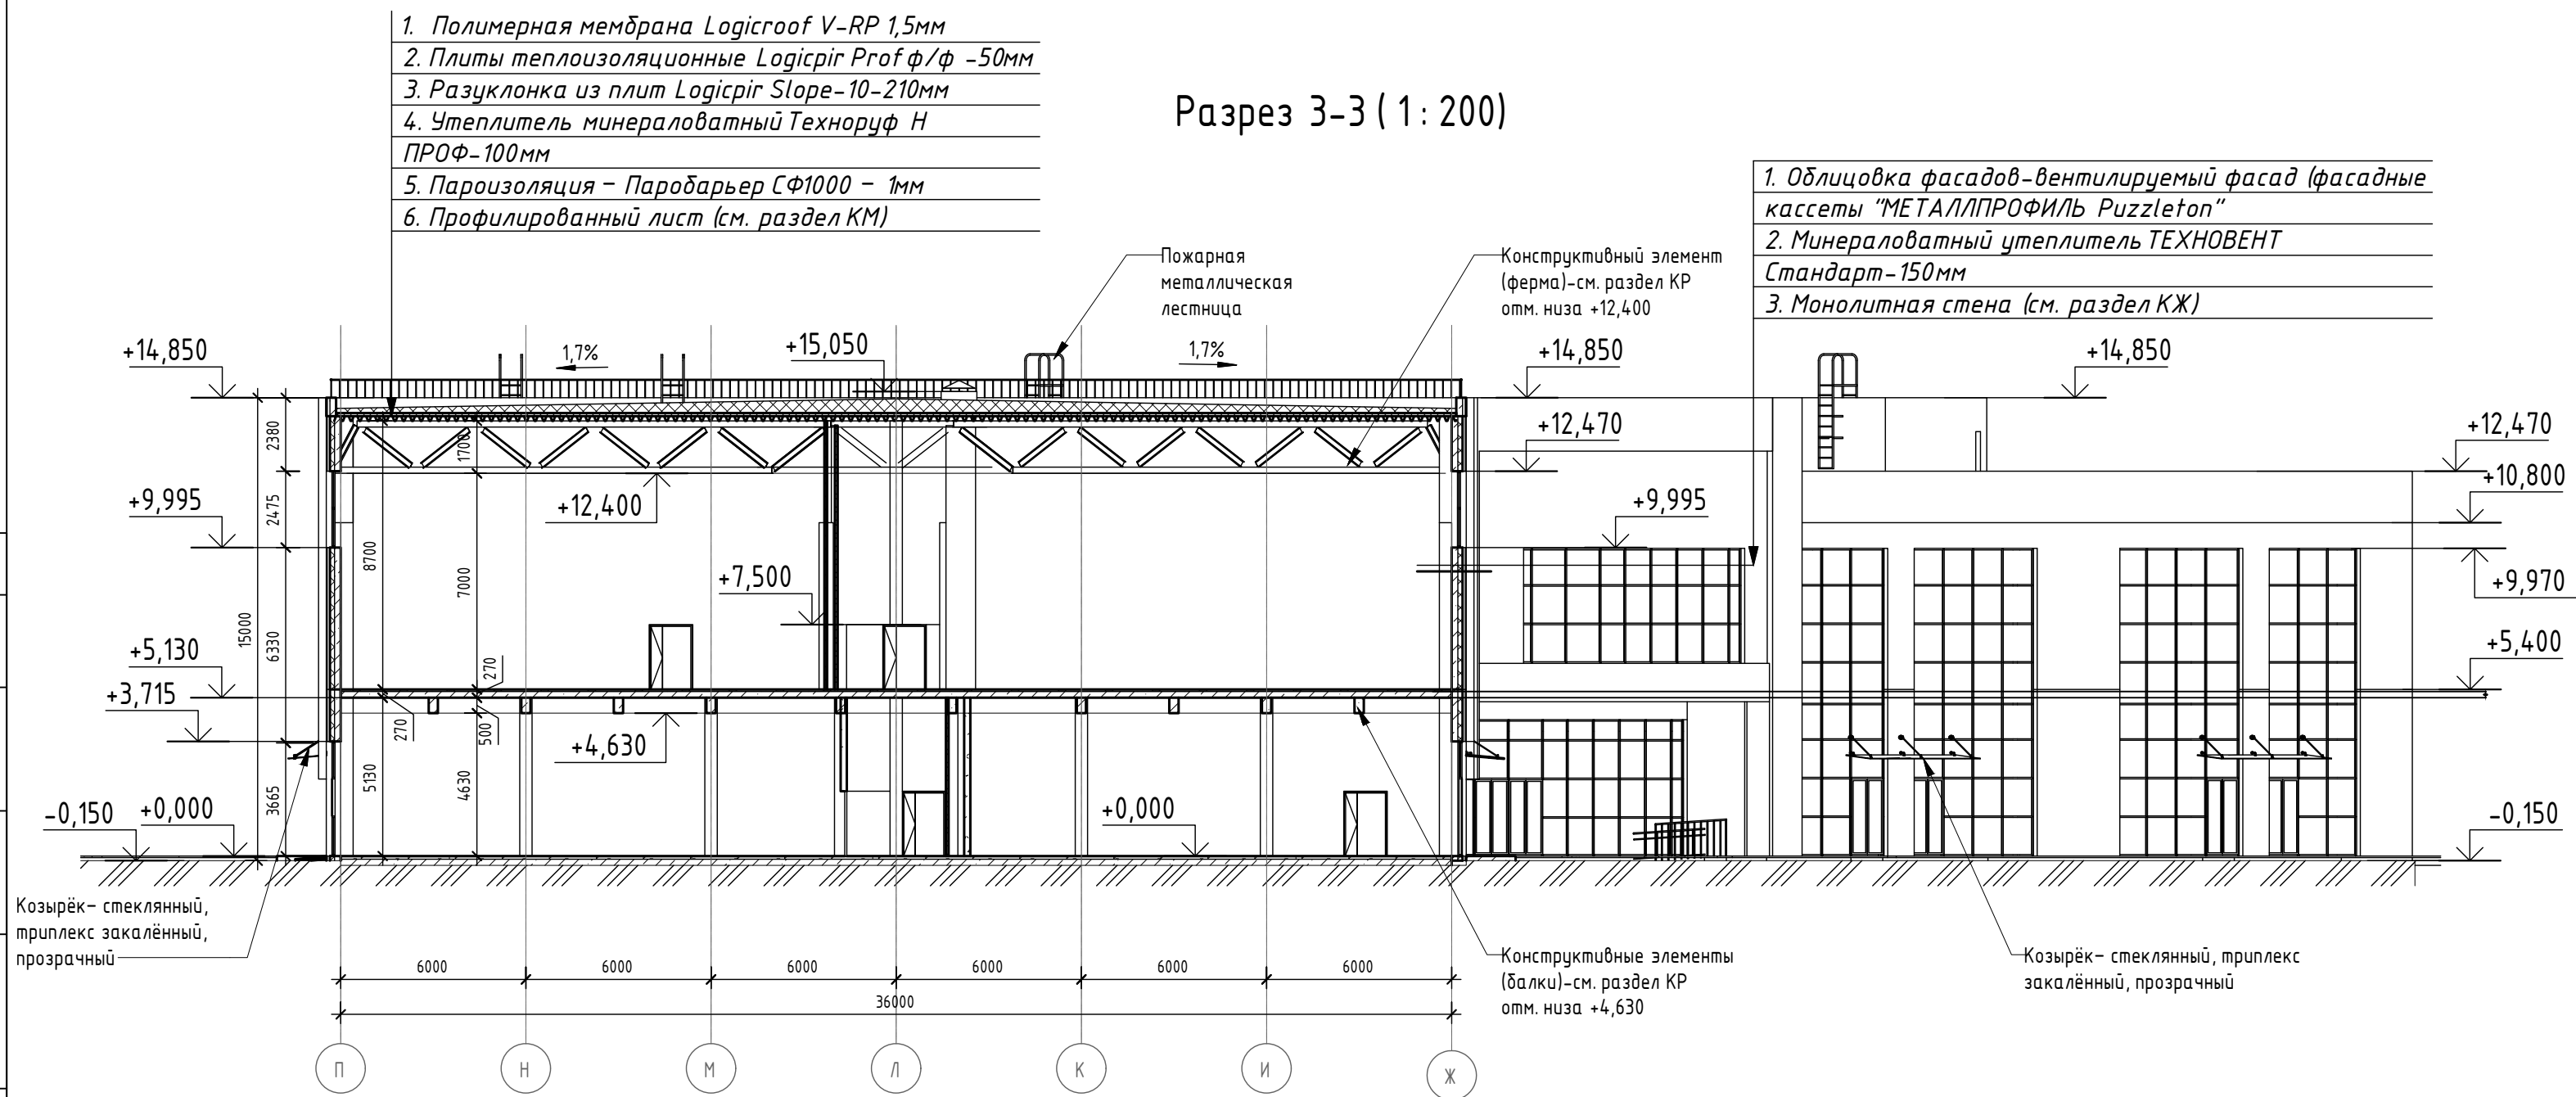 1. Полимерная мембрана Logicroof V-RP 1,5мм
2. Плиты теплоизоляционные Logicpir Prof ф/ф -50мм
3. Разуклонка из плит Logicpir Slope-10-210мм
4. Утеплитель минераловатный Техноруф Н
ПРОФ-100мм
5. Пароизоляция - Паробарьер СФ1000 - 1мм
6. Профилированный лист (см. раздел КМ)
Разрез 3-3 ( 1 : 200)
1. Облицовка фасадов-вентилируемый фасад (фасадные
кассеты "МЕТАЛЛПРОФИЛЬ Puzzleton"
2. Минераловатный утеплитель ТЕХНОВЕНТ
Стандарт-150мм
3. Монолитная стена (см. раздел КЖ)
Пожарная
металлическая
лестница
Конструктивный элемент
(ферма)-см. раздел КР
отм. низа +12,400
+14,850
1,7%
+15,050
1,7%
+14,850
+14,850
2380
1700
+12,470
+12,470
+9,995
2475
+12,400
+9,995
+10,800
8700
7000
+7,500
+9,970
15000
6330
+5,130
270
+5,400
+3,715
270
500
+4,630
5130
4630
3665
-0,150
+0,000
+0,000
-0,150
Козырёк- стеклянный,
триплекс закалённый,
прозрачный
6000
6000
6000
6000
6000
6000
36000
Конструктивные элементы
(балки)-см. раздел КР
отм. низа +4,630
Козырёк- стеклянный, триплекс
закалённый, прозрачный
П
Н
М
Л
К
И
Ж